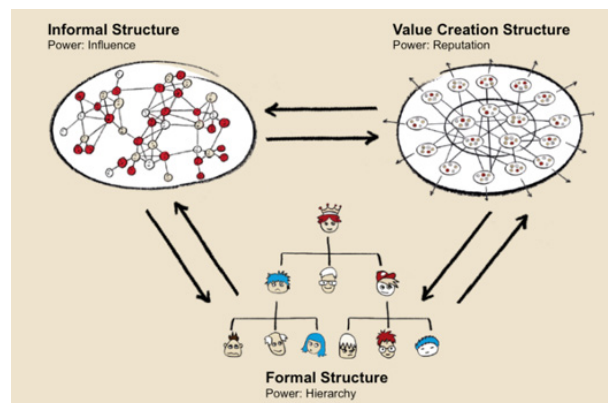 Informal Structure
Power: Influence
Value Creation Structure
Power: Reputation
Formal Structure
Power: Hierarchy